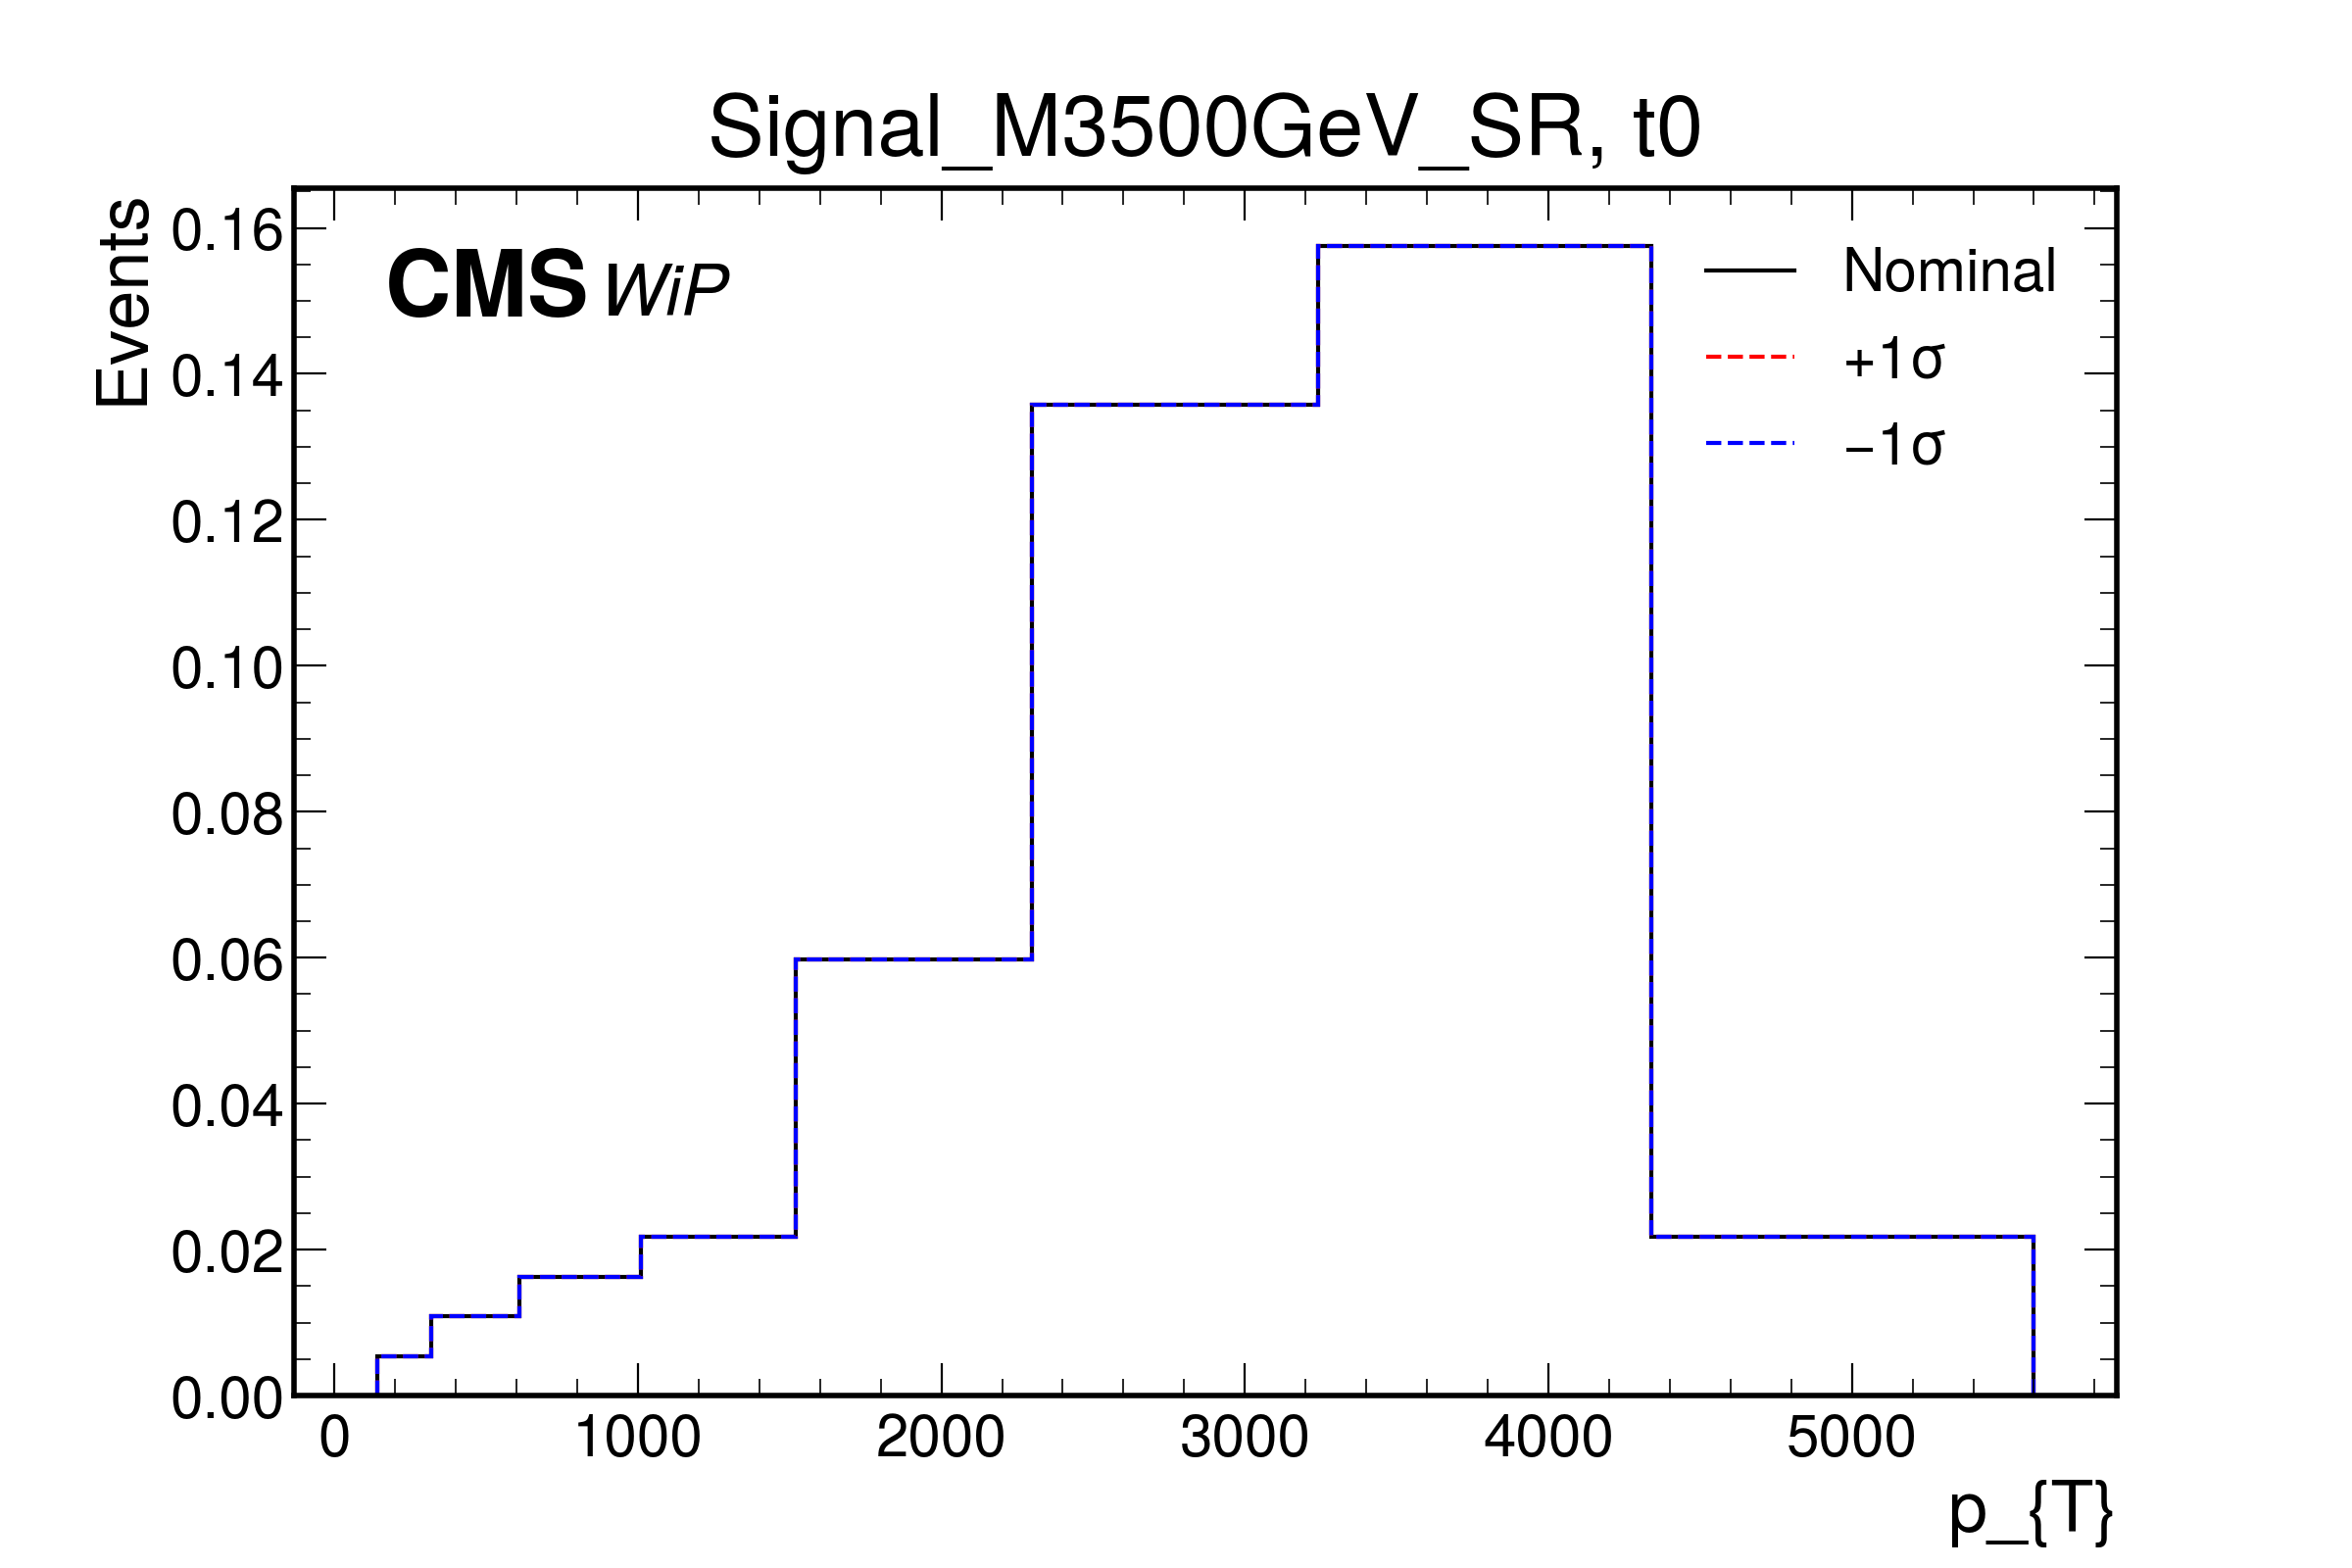 Signal_M3500GeV_SR, t0
Events
CMS WiP
Nominal
+1σ
−1σ
0.16
0.14
0.12
0.10
0.08
0.06
0.04
0.02
0.00
0 1000 2000 3000 4000 5000
p_{T}